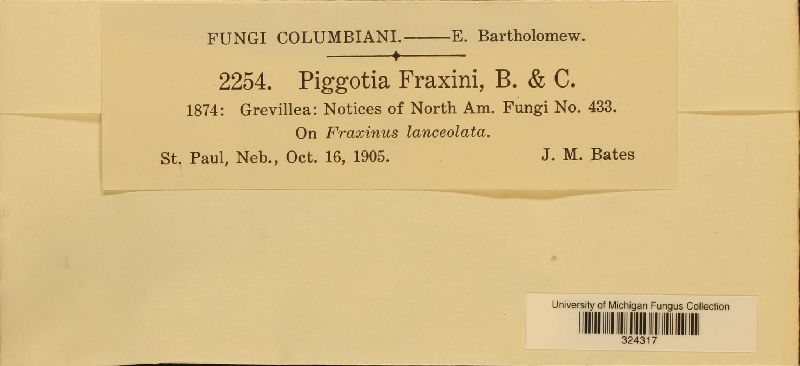 FUNGI COLUMBIANI.——E. Bartholomew.
2254. Piggotia Fraxini, B. & C.
1874: Grevillea: Notices of North Am. Fungi No. 433.
On Fraxinus lanceolata.
St. Paul, Neb., Oct. 16, 1905. J. M. Bates
University of Michigan Fungus Collection
324317